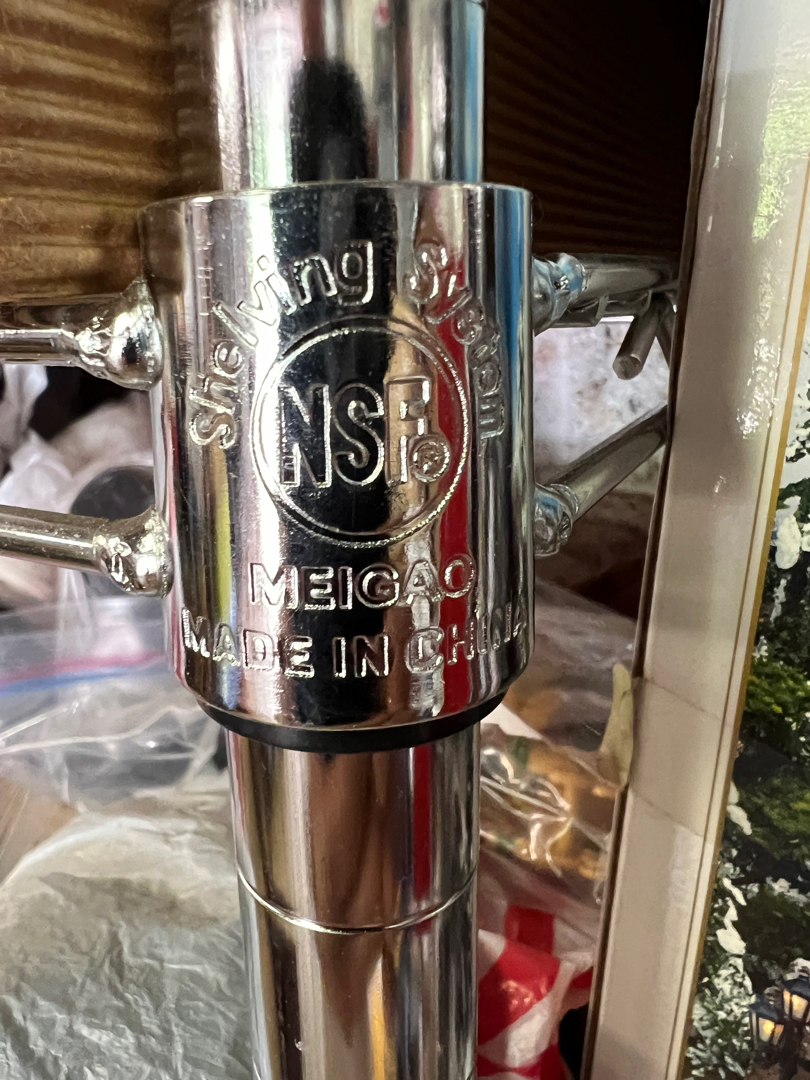 Shelving System
NSF®
MEIGAO
MADE IN CHINA